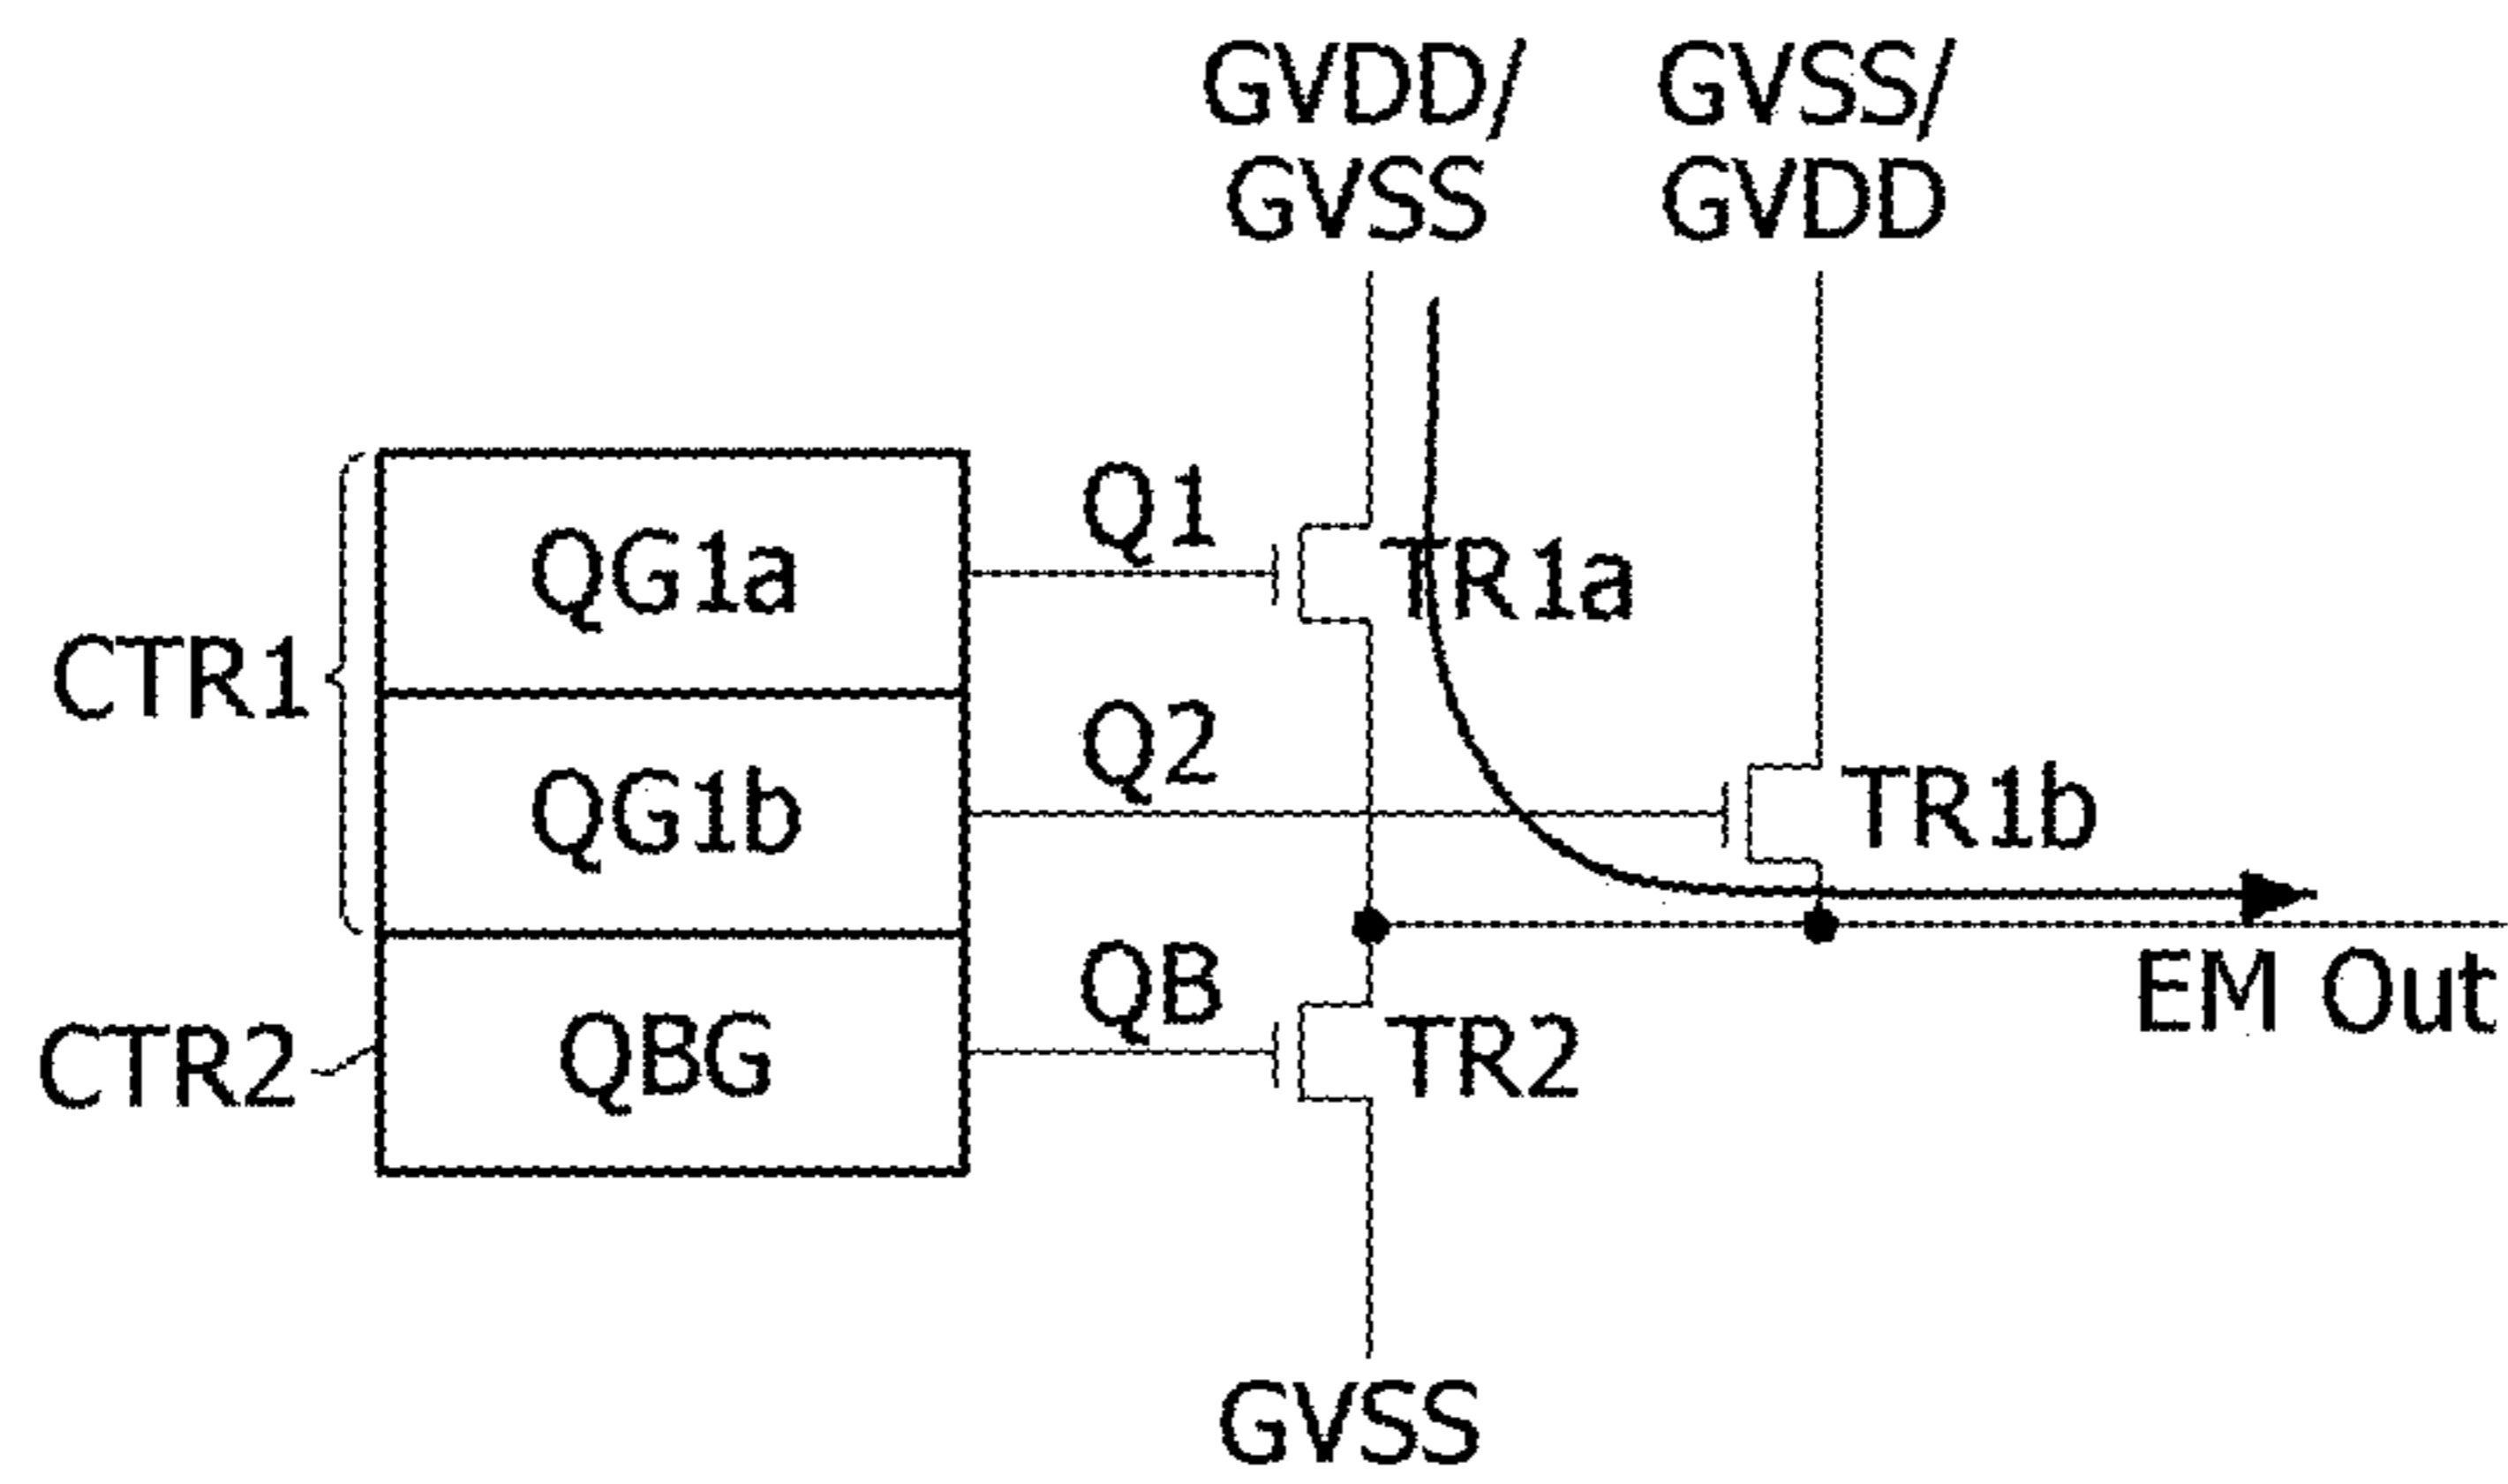 GVDD/
GVSS
GVSS/
GVDD
Q1
QG1a
TR1a
CTR1
Q2
QG1b
TR1b
QB
EM Out
CTR2
QBG
TR2
GVSS